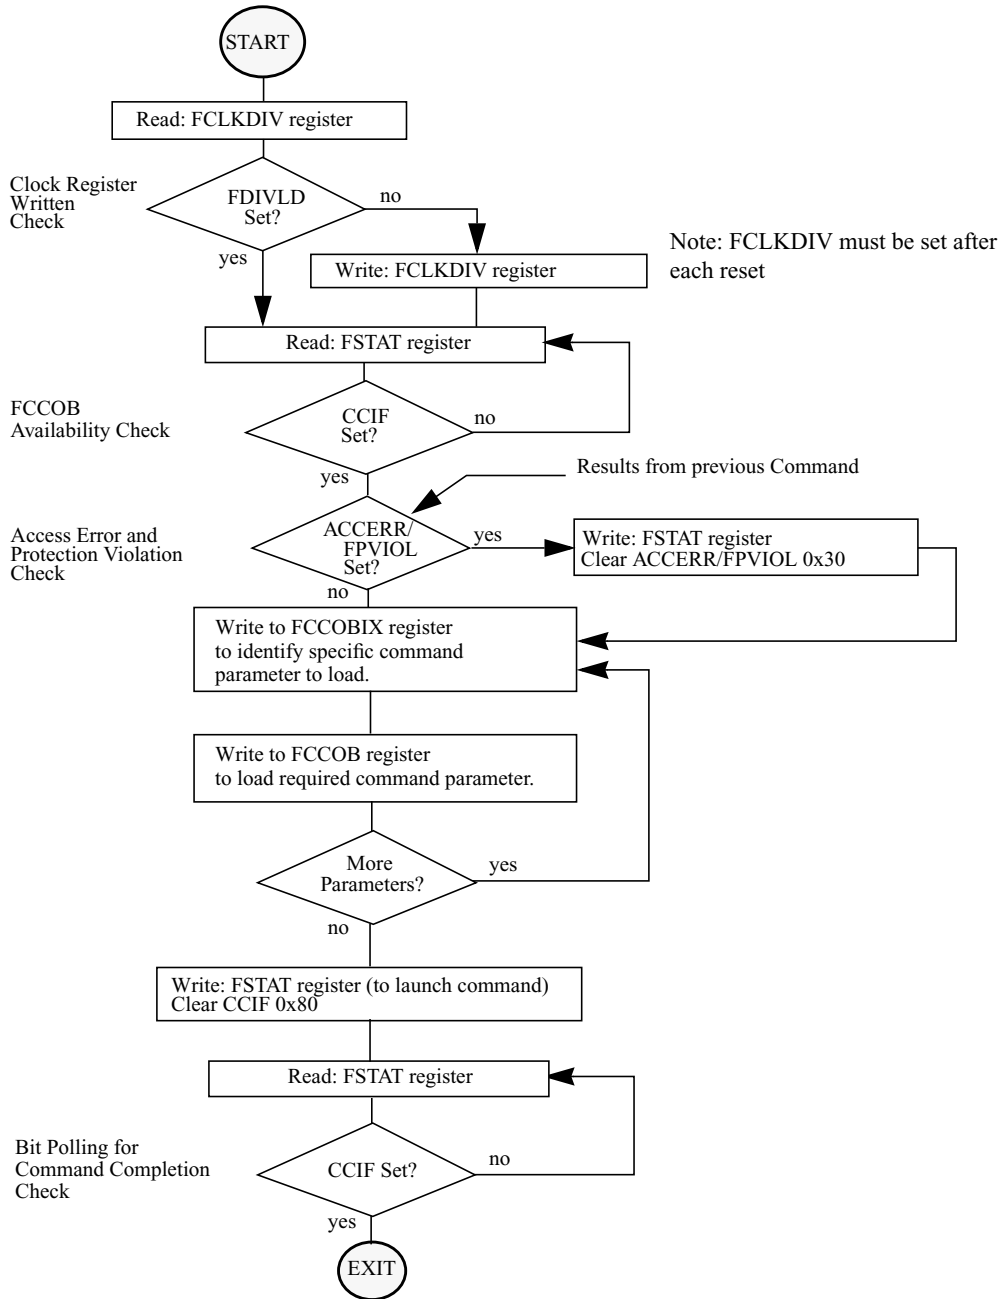 START
Read: FCLKDIV register
Clock Register
Written
Check
FDIVLD
Set?
no
yes
Write: FCLKDIV register
Note: FCLKDIV must be set after
each reset
Read: FSTAT register
FCCOB
Availability Check
CCIF
Set?
no
yes
Results from previous Command
Access Error and
Protection Violation
Check
ACCERR/
FPVIOL
Set?
yes
no
Write: FSTAT register
Clear ACCERR/FPVIOL 0x30
Write to FCCOBIX register
to identify specific command
parameter to load.
Write to FCCOB register
to load required command parameter.
More
Parameters?
yes
no
Write: FSTAT register (to launch command)
Clear CCIF 0x80
Read: FSTAT register
Bit Polling for
Command Completion
Check
CCIF Set?
no
yes
EXIT